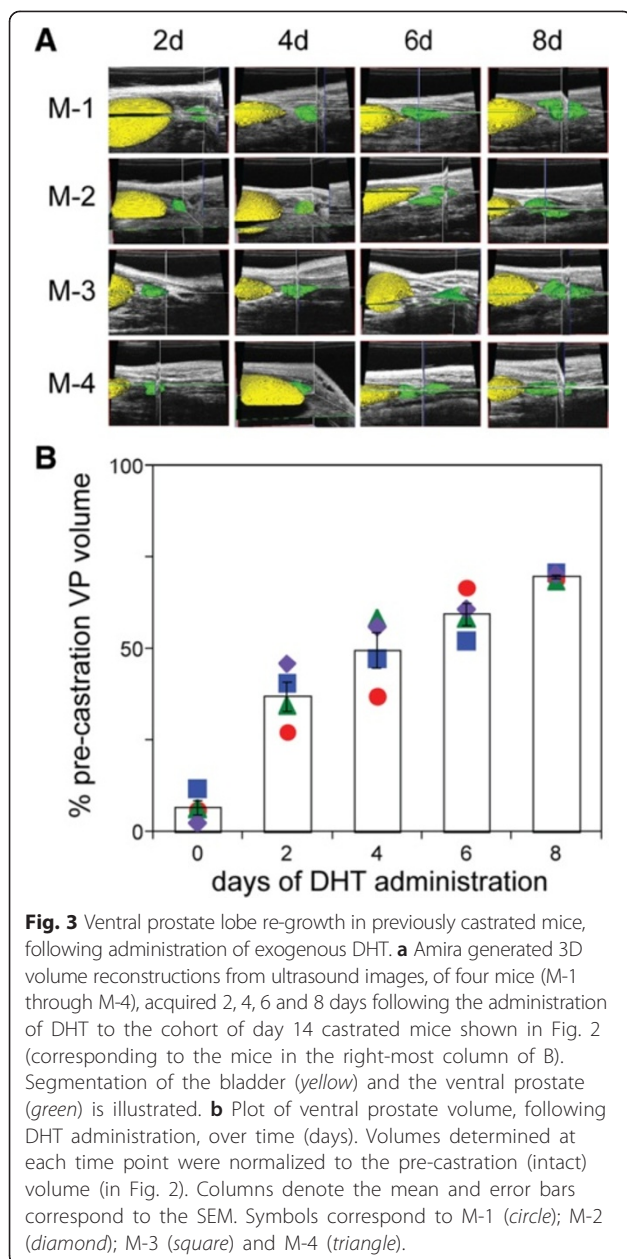 A
2d 4d 6d 8d
M-1
M-2
M-3
M-4
B
% pre-castration VP volume
100
50
0
0 2 4 6 8
days of DHT administration
Fig. 3 Ventral prostate lobe re-growth in previously castrated mice,
following administration of exogenous DHT. a Amira generated 3D
volume reconstructions from ultrasound images, of four mice (M-1
through M-4), acquired 2, 4, 6 and 8 days following the administration
of DHT to the cohort of day 14 castrated mice shown in Fig. 2
(corresponding to the mice in the right-most column of B).
Segmentation of the bladder (yellow) and the ventral prostate
(green) is illustrated. b Plot of ventral prostate volume, following
DHT administration, over time (days). Volumes determined at
each time point were normalized to the pre-castration (intact)
volume (in Fig. 2). Columns denote the mean and error bars
correspond to the SEM. Symbols correspond to M-1 (circle); M-2
(diamond); M-3 (square) and M-4 (triangle).